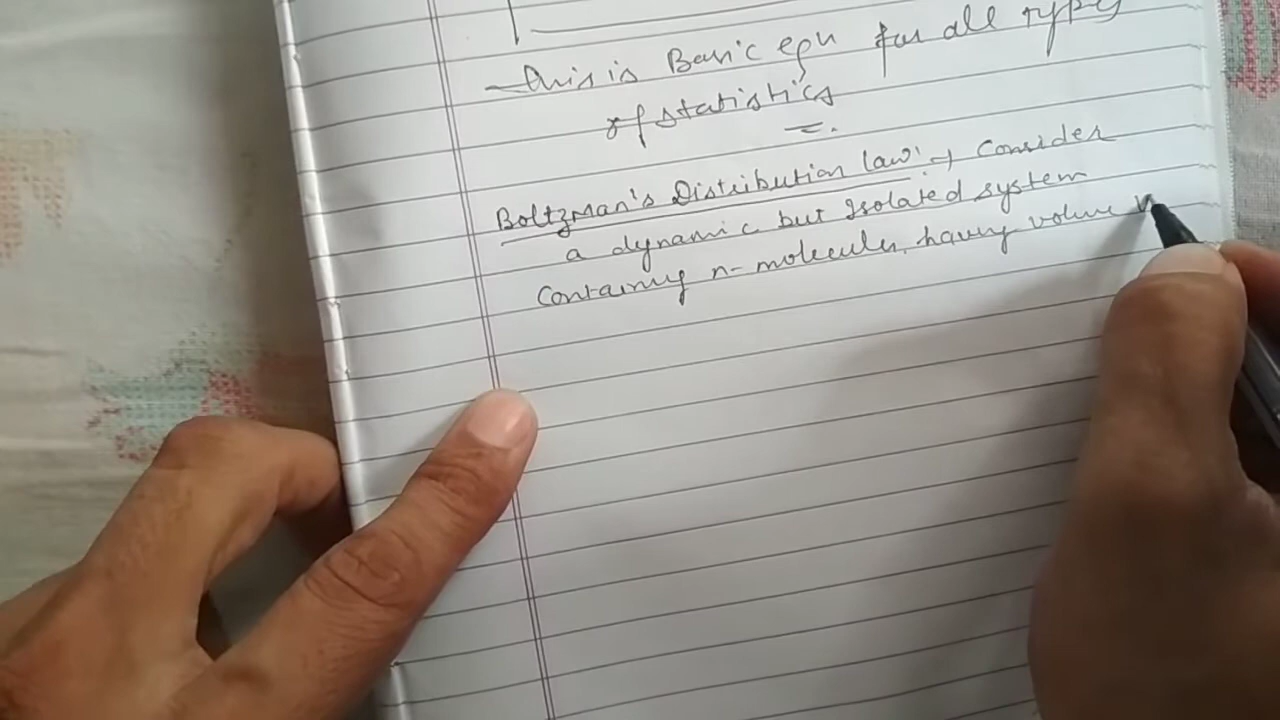 This is Basic eqn for all types
of statistics
Boltzman's Distribution law :→ Consider
a dynamic but Isolated system
Containing n- molecules, having volume V